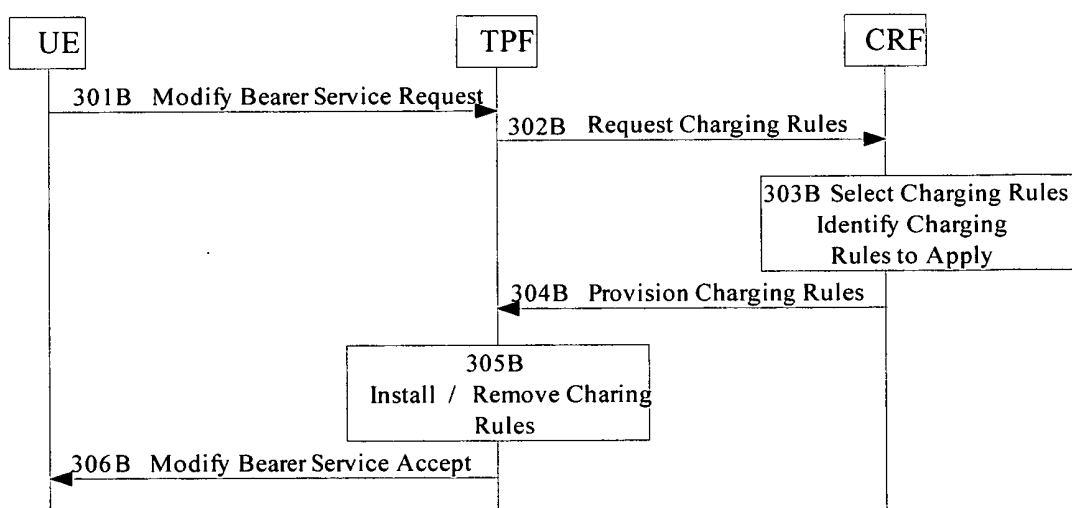 UE
TPF
CRF
301B Modify Bearer Service Request
302B Request Charging Rules
303B Select Charging Rules
Identify Charging
Rules to Apply
304B Provision Charging Rules
305B
Install / Remove Charing
Rules
306B Modify Bearer Service Accept